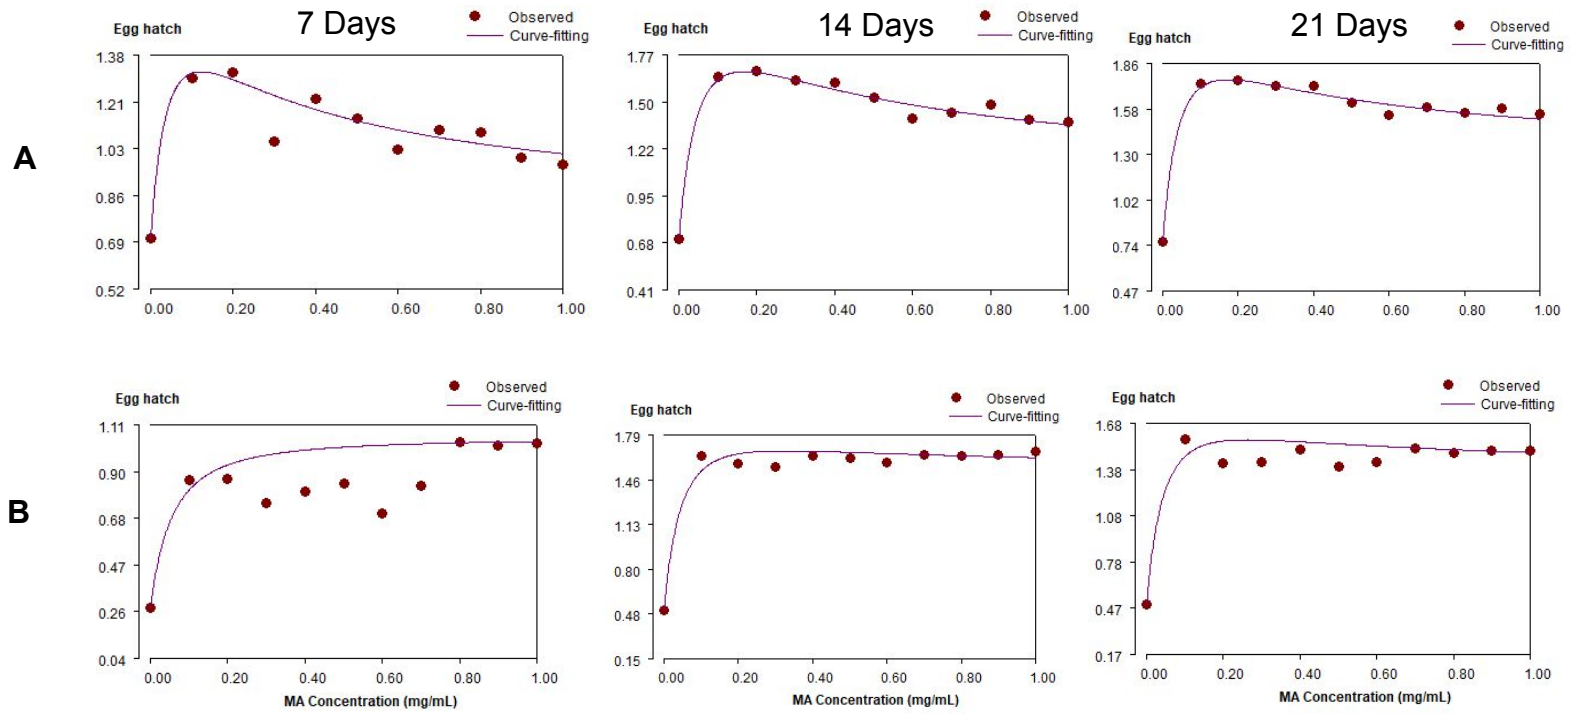 7 Days
14 Days
21 Days
A
Egg hatch
Observed
Curve-fitting
1.38
1.21
1.03
0.86
0.69
0.52
0.00 0.20 0.40 0.60 0.80 1.00
Egg hatch
Observed
Curve-fitting
1.77
1.50
1.22
0.95
0.68
0.41
0.00 0.20 0.40 0.60 0.80 1.00
Egg hatch
Observed
Curve-fitting
1.86
1.58
1.30
1.02
0.74
0.47
0.00 0.20 0.40 0.60 0.80 1.00
B
Egg hatch
Observed
Curve-fitting
1.11
0.90
0.68
0.47
0.26
0.04
0.00 0.20 0.40 0.60 0.80 1.00
MA Concentration (mg/mL)
Egg hatch
Observed
Curve-fitting
1.79
1.46
1.13
0.80
0.48
0.15
0.00 0.20 0.40 0.60 0.80 1.00
MA Concentration (mg/mL)
Egg hatch
Observed
Curve-fitting
1.68
1.38
1.08
0.78
0.47
0.17
0.00 0.20 0.40 0.60 0.80 1.00
MA Concentration (mg/mL)